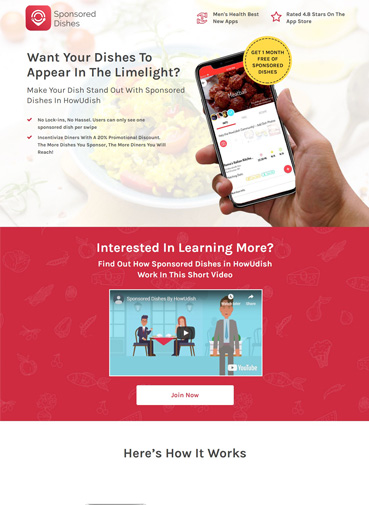 Sponsored
Dishes
Men's Health Best
New Apps
Rated 4.8 Stars On The
App Store
Want Your Dishes To
Appear In The Limelight?
Make Your Dish Stand Out With Sponsored
Dishes In HowUdish
No Lock-ins, No Hassel. Users can only see one
sponsored dish per swipe
Incentivize Diners With A 20% Promotional Discount.
The More Dishes You Sponsor, The More Diners You Will
Reach!
GET 1 MONTH
FREE OF
SPONSORED
DISHES
Meatball
Interested In Learning More?
Find Out How Sponsored Dishes in HowUdish
Work In This Short Video
Sponsored Dishes By HowUdish
Share
YouTube
Join Now
Here's How It Works